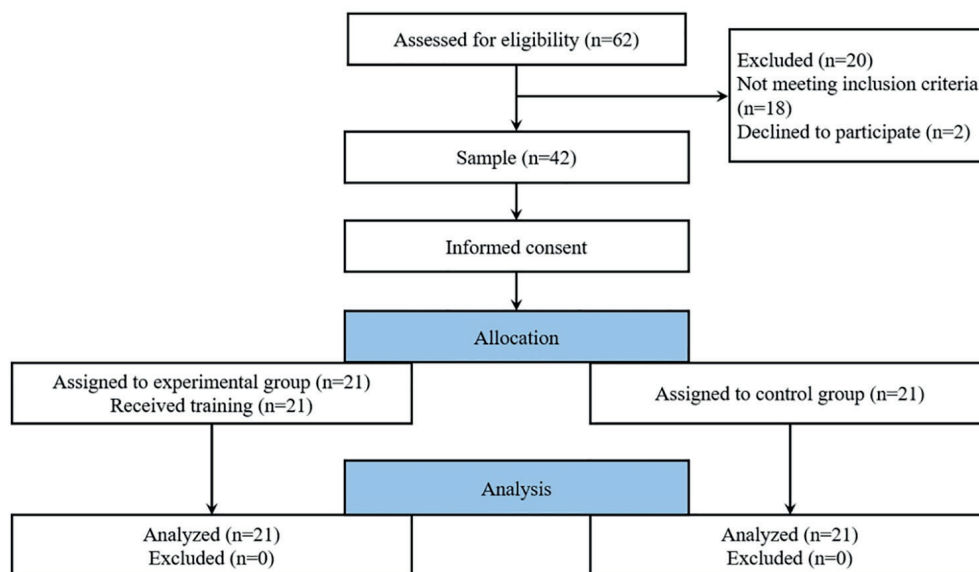 Assessed for eligibility (n=62)
Excluded (n=20)
Not meeting inclusion criteria
(n=18)
Declined to participate (n=2)
Sample (n=42)
Informed consent
Allocation
Assigned to experimental group (n=21)
Received training (n=21)
Assigned to control group (n=21)
Analysis
Analyzed (n=21)
Excluded (n=0)
Analyzed (n=21)
Excluded (n=0)